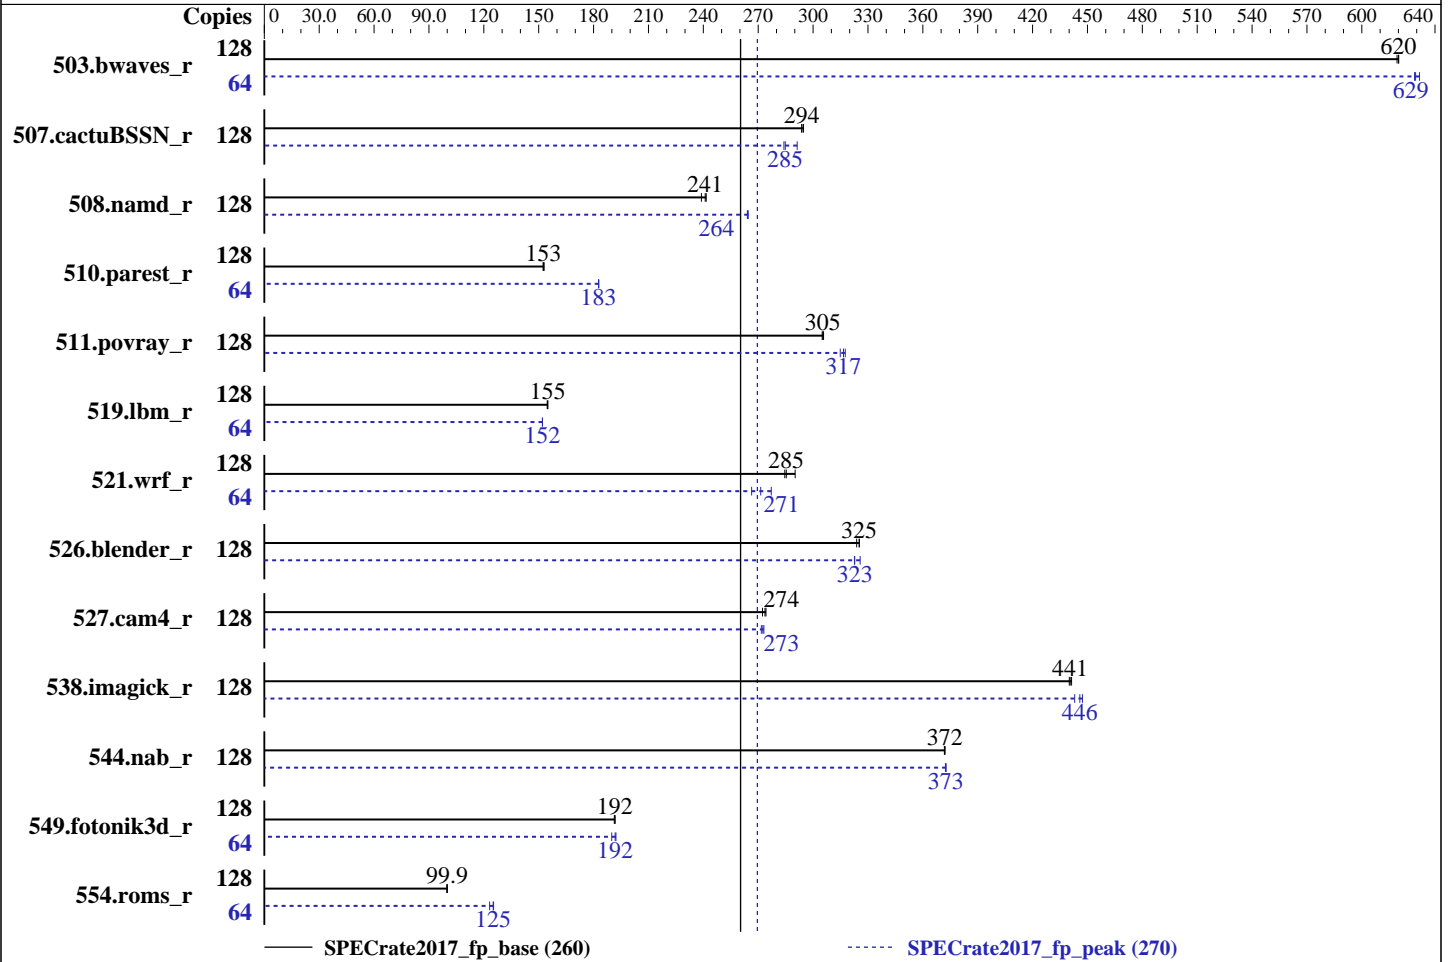 Copies 0 30.0 60.0 90.0 120 150 180 210 240 270 300 330 360 390 420 450 480 510 540 570 600 640
503.bwaves_r 128 620
64 629
507.cactuBSSN_r 128 294
285
508.namd_r 128 241
264
510.parest_r 128 153
64 183
511.povray_r 128 305
317
519.lbm_r 128 155
64 152
521.wrf_r 128 285
64 271
526.blender_r 128 325
323
527.cam4_r 128 274
273
538.imagick_r 128 441
446
544.nab_r 128 372
373
549.fotonik3d_r 128 192
64 192
554.roms_r 128 99.9
64 125
SPECrate2017_fp_base (260) SPECrate2017_fp_peak (270)